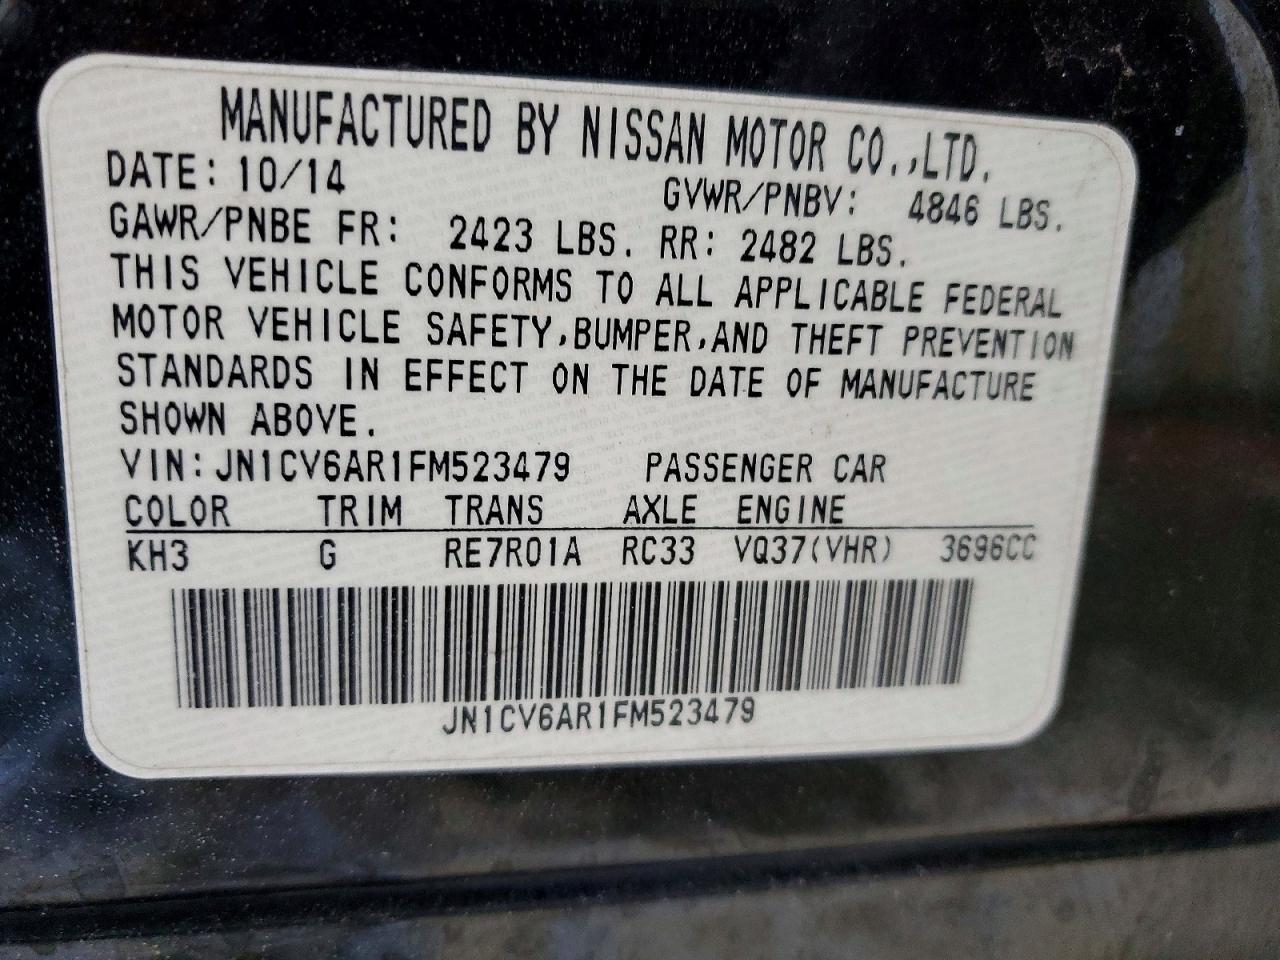 MANUFACTURED BY NISSAN MOTOR CO.,LTD.
DATE: 10/14 GVWR/PNBV: 4846 LBS.
GAWR/PNBE FR: 2423 LBS. RR: 2482 LBS.
THIS VEHICLE CONFORMS TO ALL APPLICABLE FEDERAL
MOTOR VEHICLE SAFETY,BUMPER,AND THEFT PREVENTION
STANDARDS IN EFFECT ON THE DATE OF MANUFACTURE
SHOWN ABOVE.
VIN:JN1CV6AR1FM523479 PASSENGER CAR
COLOR TRIM TRANS AXLE ENGINE
KH3 G RE7R01A RC33 VQ37(VHR) 3696CC
JN1CV6AR1FM523479